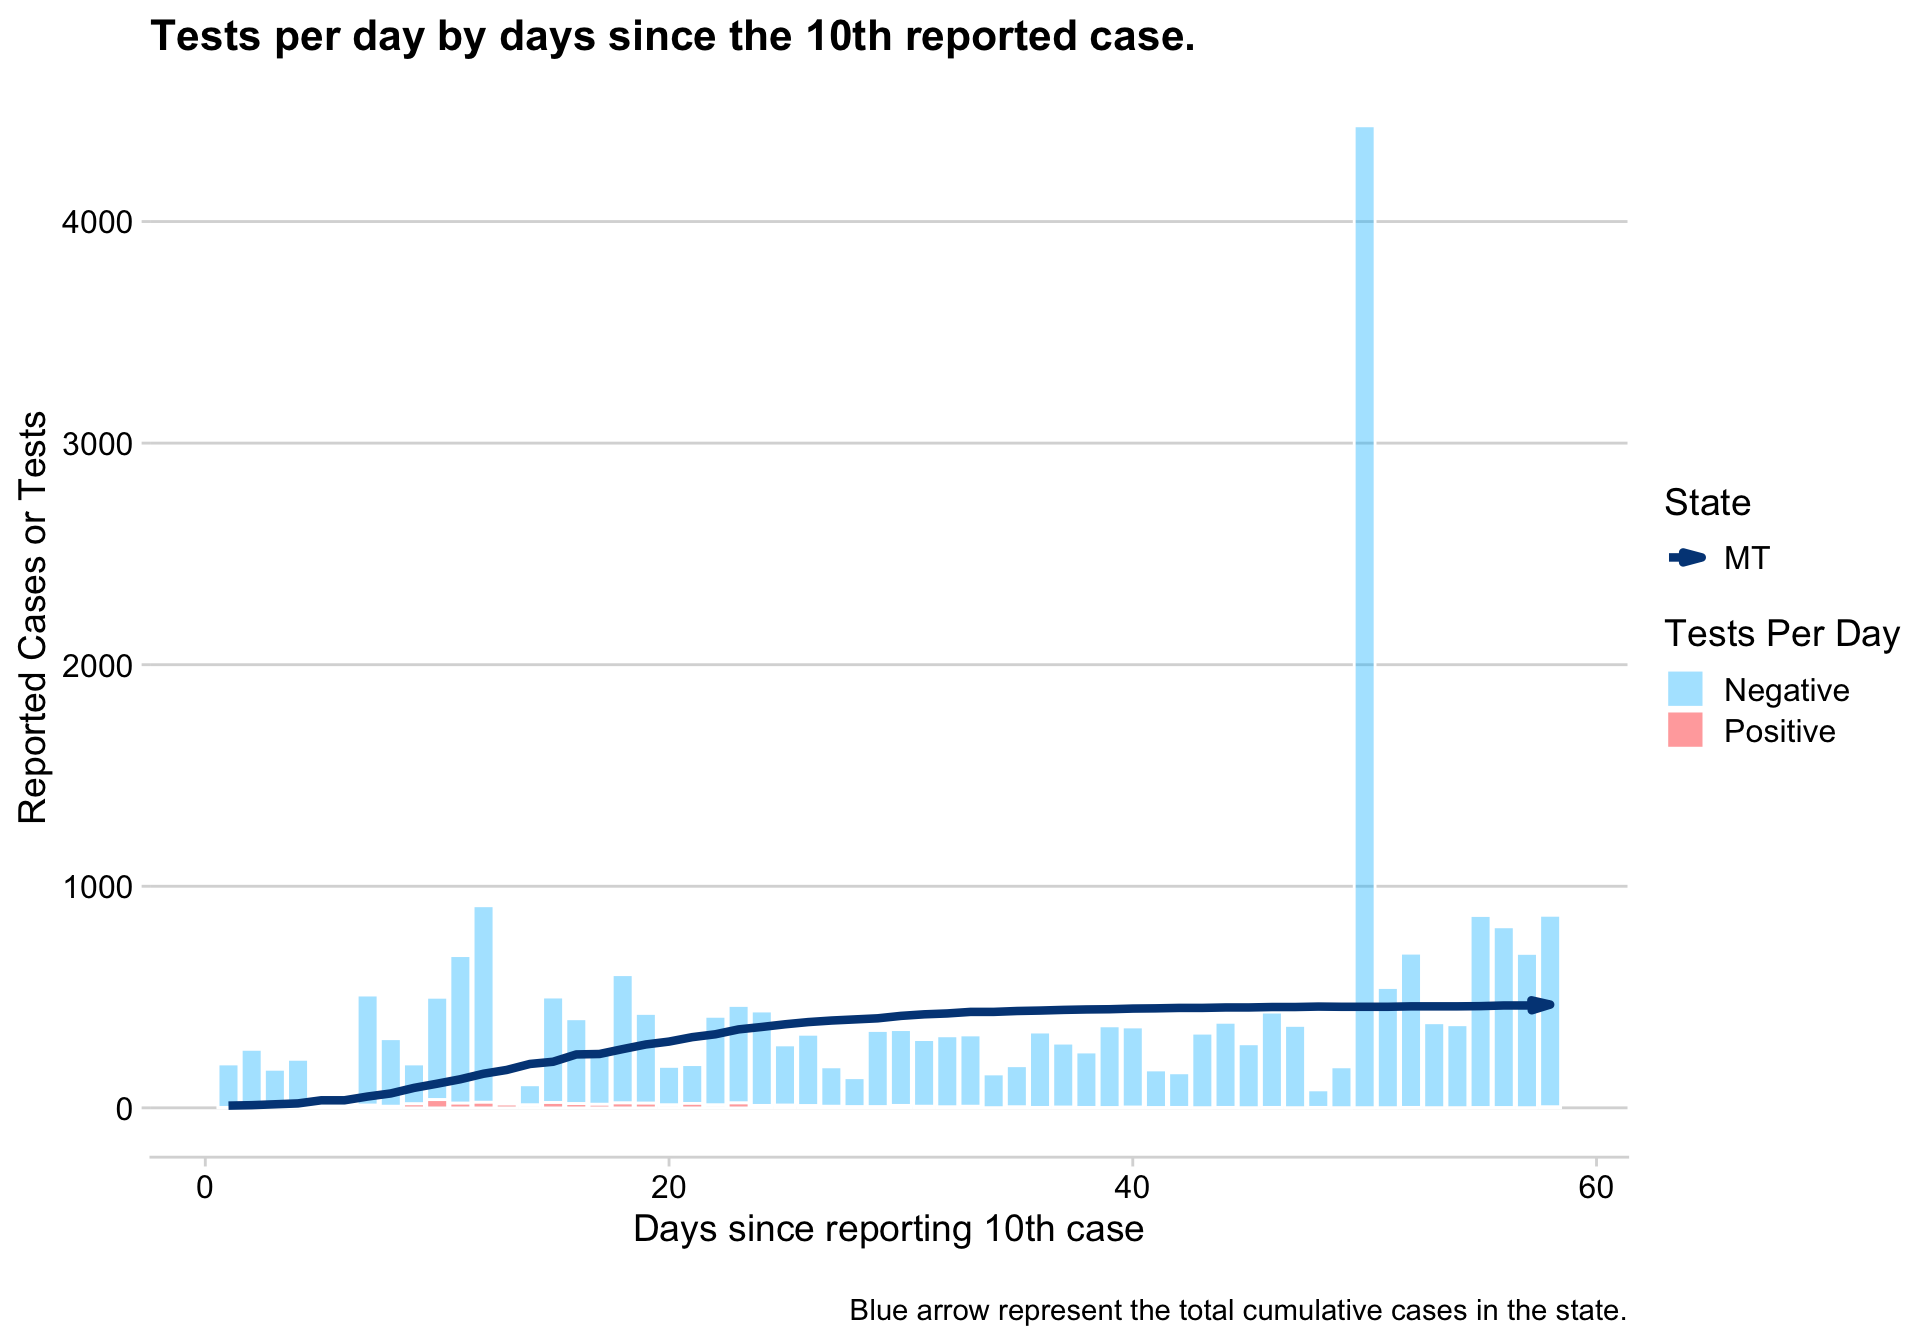 Tests per day by days since the 10th reported case.
Reported Cases or Tests
4000
3000
2000
1000
0
0
20
40
60
Days since reporting 10th case
State
MT
Tests Per Day
Negative
Positive
Blue arrow represent the total cumulative cases in the state.